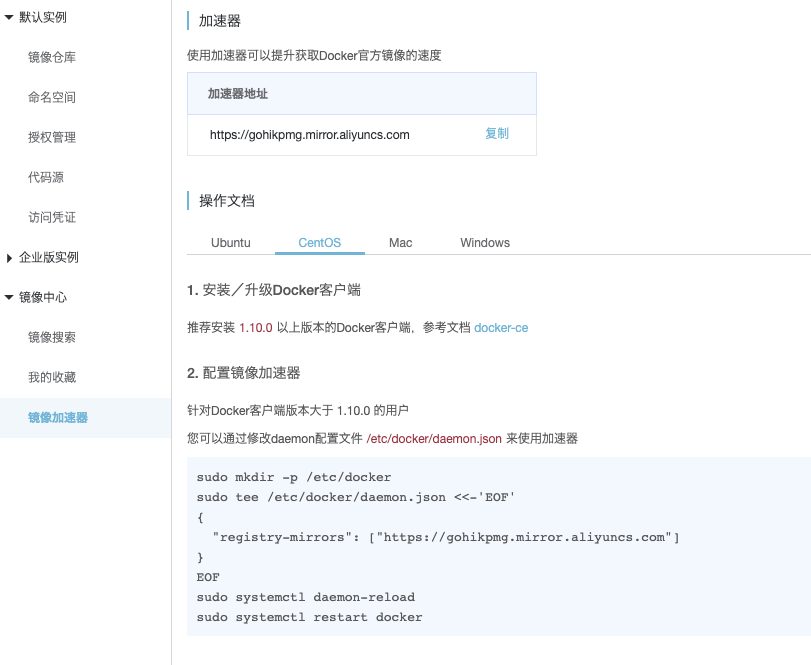 默认实例
镜像仓库
命名空间
授权管理
代码源
访问凭证
企业版实例
镜像中心
镜像搜索
我的收藏
镜像加速器
加速器
使用加速器可以提升获取Docker官方镜像的速度
加速器地址
https://gohikpmg.mirror.aliyuncs.com 复制
操作文档
Ubuntu CentOS Mac Windows
1. 安装／升级Docker客户端
推荐安装 1.10.0 以上版本的Docker客户端，参考文档 docker-ce
2. 配置镜像加速器
针对Docker客户端版本大于 1.10.0 的用户
您可以通过修改daemon配置文件 /etc/docker/daemon.json 来使用加速器
sudo mkdir -p /etc/docker
sudo tee /etc/docker/daemon.json <<-'EOF'
{
  "registry-mirrors": ["https://gohikpmg.mirror.aliyuncs.com"]
}
EOF
sudo systemctl daemon-reload
sudo systemctl restart docker